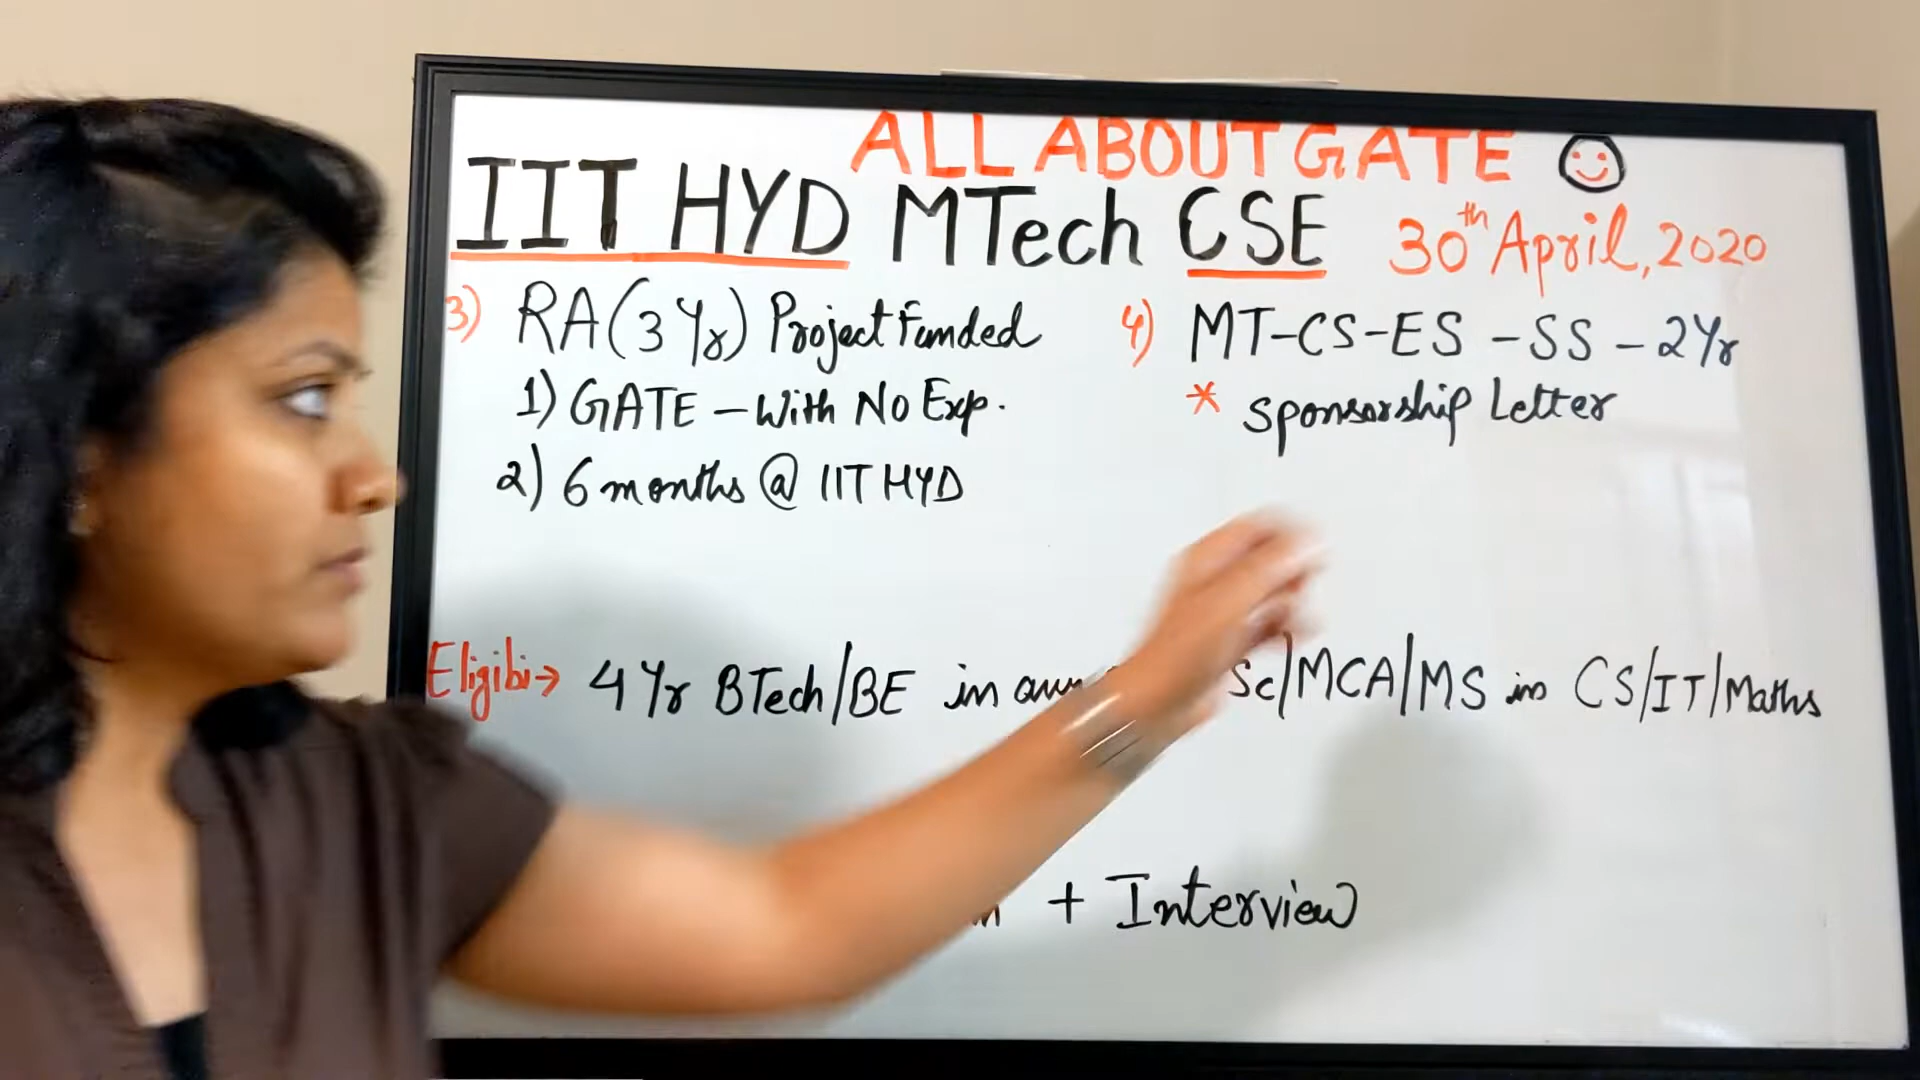 ALL ABOUT GATE
IIT HYD MTech CSE 30th April, 2020
3) RA (3 Yr) Project Funded
1) GATE - With No Exp.
2) 6 months @ IIT HYD
4) MT-CS-ES - SS - 2Yr
* Sponsorship Letter
Eligibi→ 4 Yr BTech/BE in Sc/MCA/MS in CS/IT/Maths
+ Interview